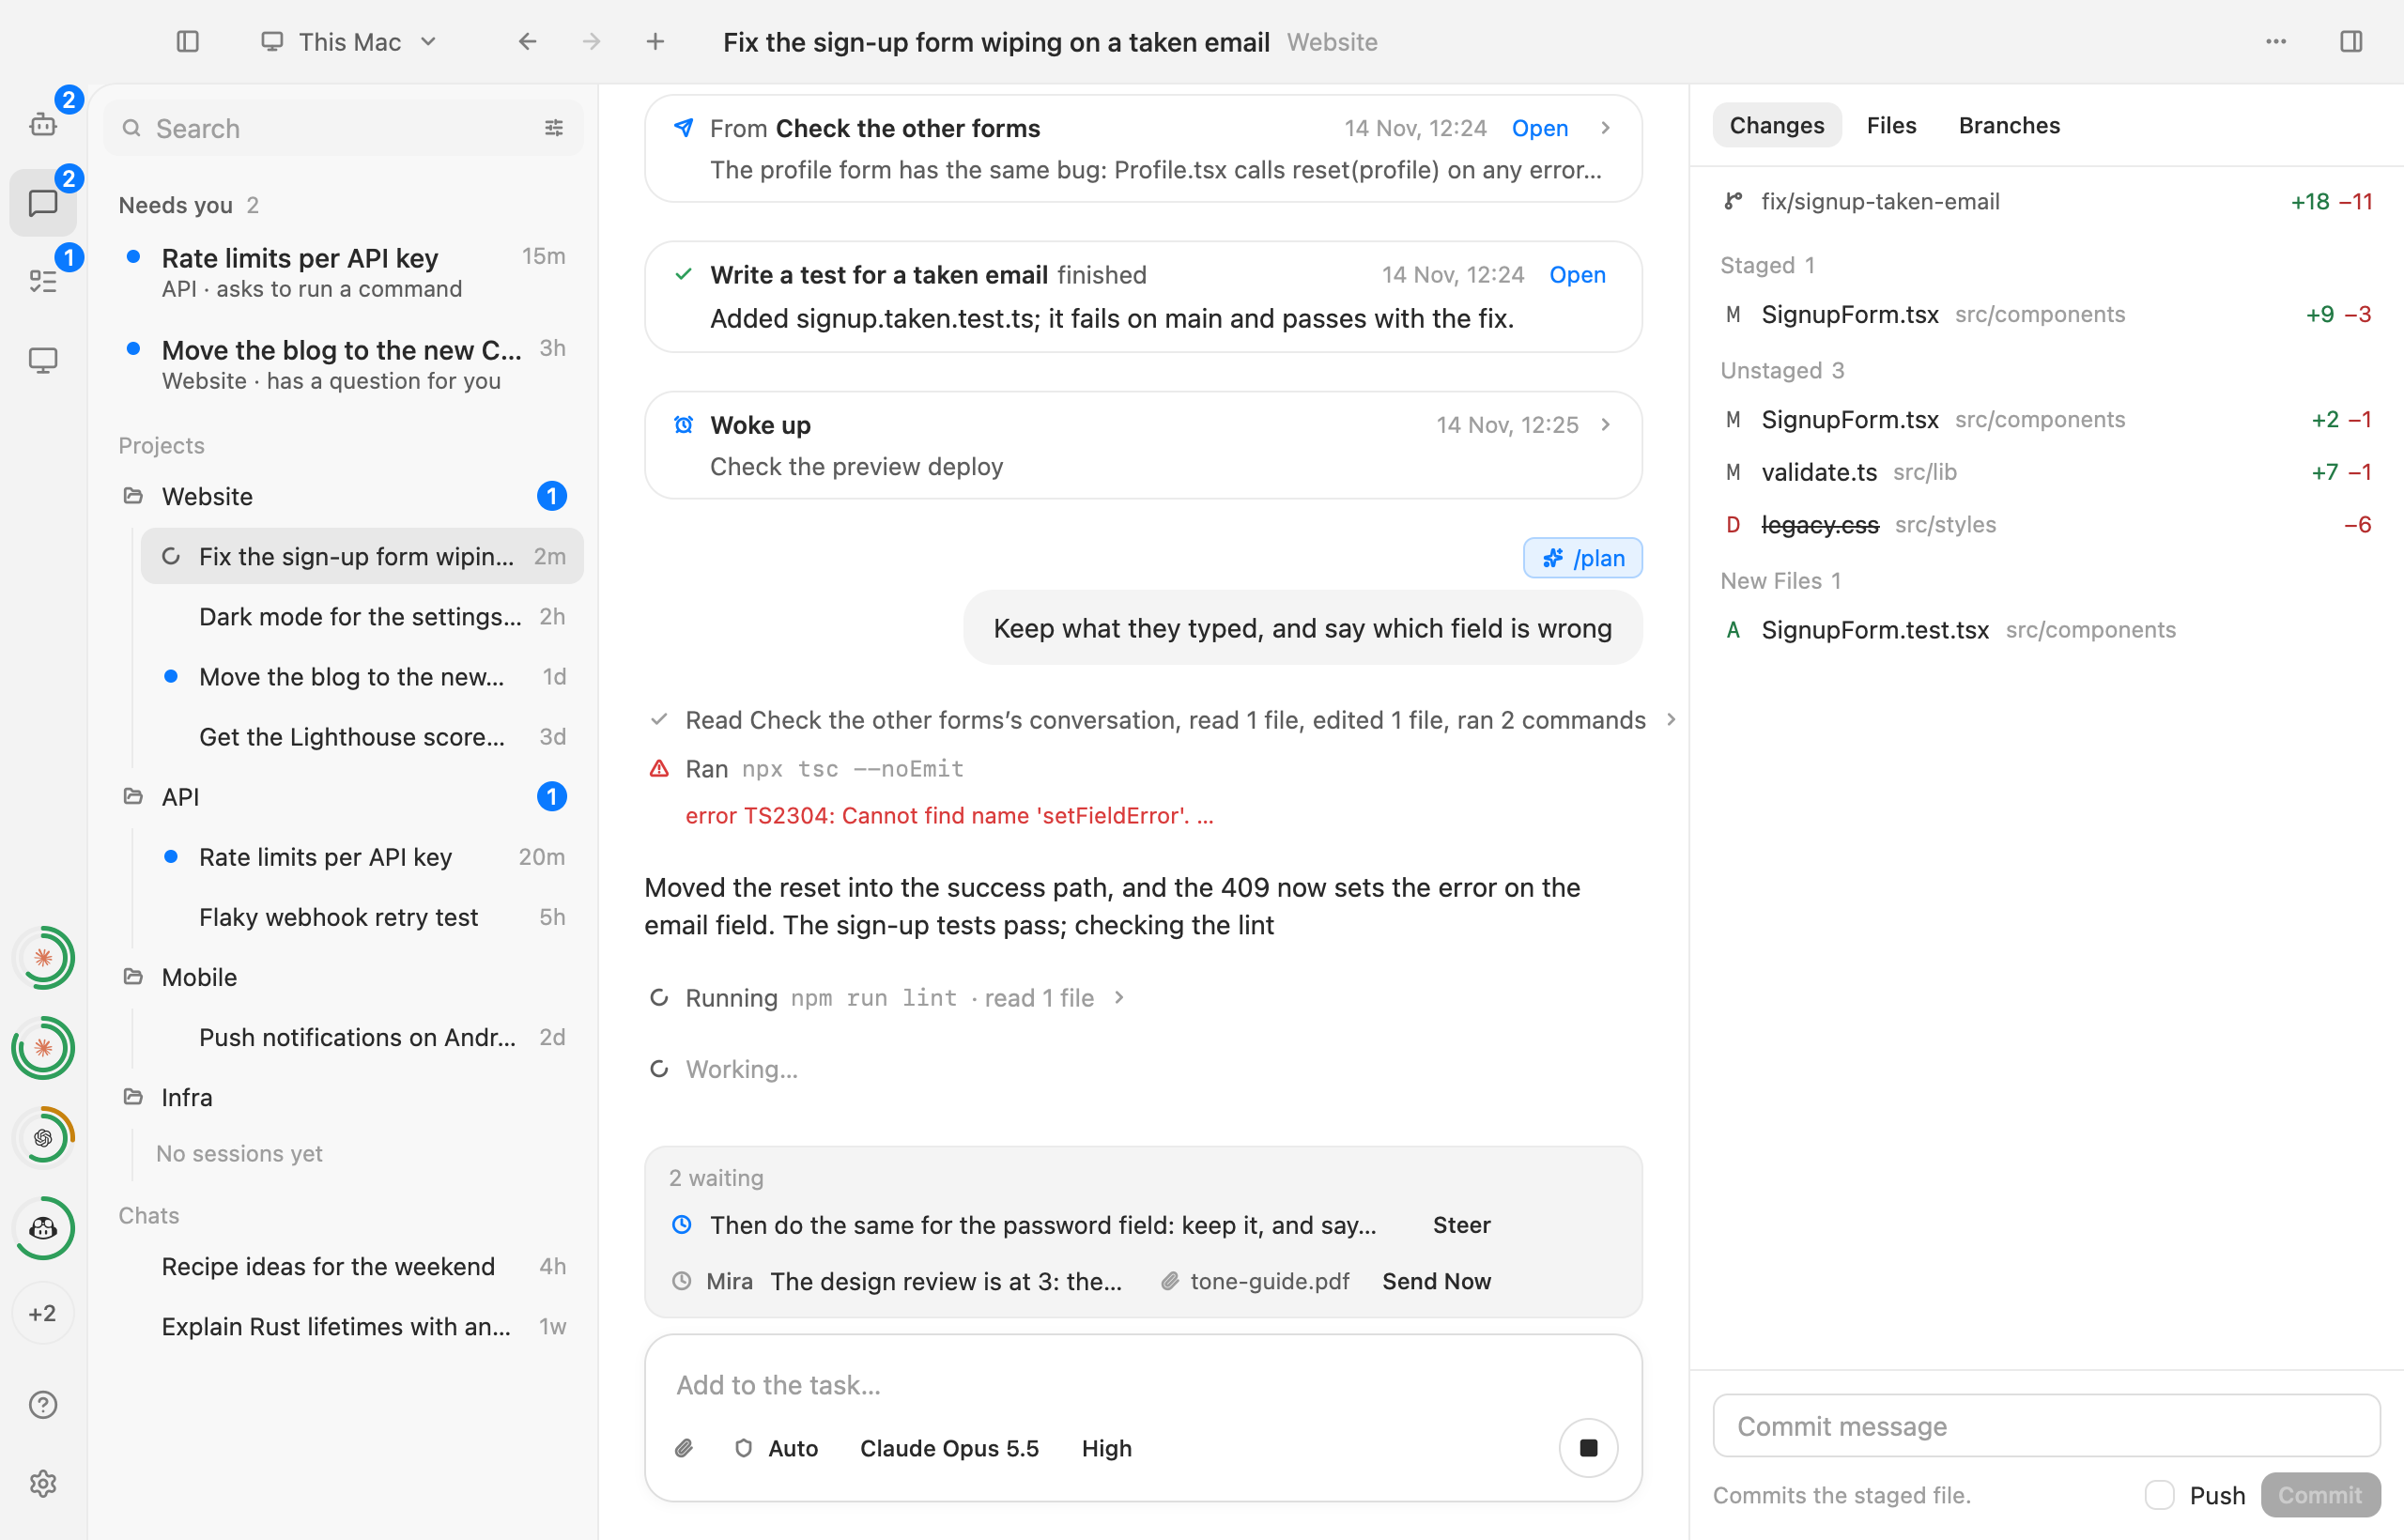 This Mac
Fix the sign-up form wiping on a taken email Website
2
2
1
+2
Search
Needs you 2
Rate limits per API key 15m
API · asks to run a command
Move the blog to the new C... 3h
Website · has a question for you
Projects
Website 1
Fix the sign-up form wipin... 2m
Dark mode for the settings... 2h
Move the blog to the new... 1d
Get the Lighthouse score... 3d
API 1
Rate limits per API key 20m
Flaky webhook retry test 5h
Mobile
Push notifications on Andr... 2d
Infra
No sessions yet
Chats
Recipe ideas for the weekend 4h
Explain Rust lifetimes with an... 1w
From Check the other forms 14 Nov, 12:24 Open
The profile form has the same bug: Profile.tsx calls reset(profile) on any error...
Write a test for a taken email finished 14 Nov, 12:24 Open
Added signup.taken.test.ts; it fails on main and passes with the fix.
Woke up 14 Nov, 12:25
Check the preview deploy
/plan
Keep what they typed, and say which field is wrong
Read Check the other forms’s conversation, read 1 file, edited 1 file, ran 2 commands
Ran npx tsc --noEmit
error TS2304: Cannot find name 'setFieldError'. ...
Moved the reset into the success path, and the 409 now sets the error on the
email field. The sign-up tests pass; checking the lint
Running npm run lint · read 1 file
Working...
2 waiting
Then do the same for the password field: keep it, and say... Steer
Mira The design review is at 3: the... tone-guide.pdf Send Now
Add to the task...
Auto Claude Opus 5.5 High
Changes Files Branches
fix/signup-taken-email +18 −11
Staged 1
M SignupForm.tsx src/components +9 −3
Unstaged 3
M SignupForm.tsx src/components +2 −1
M validate.ts src/lib +7 −1
D legacy.css src/styles −6
New Files 1
A SignupForm.test.tsx src/components
Commit message
Commits the staged file. Push Commit